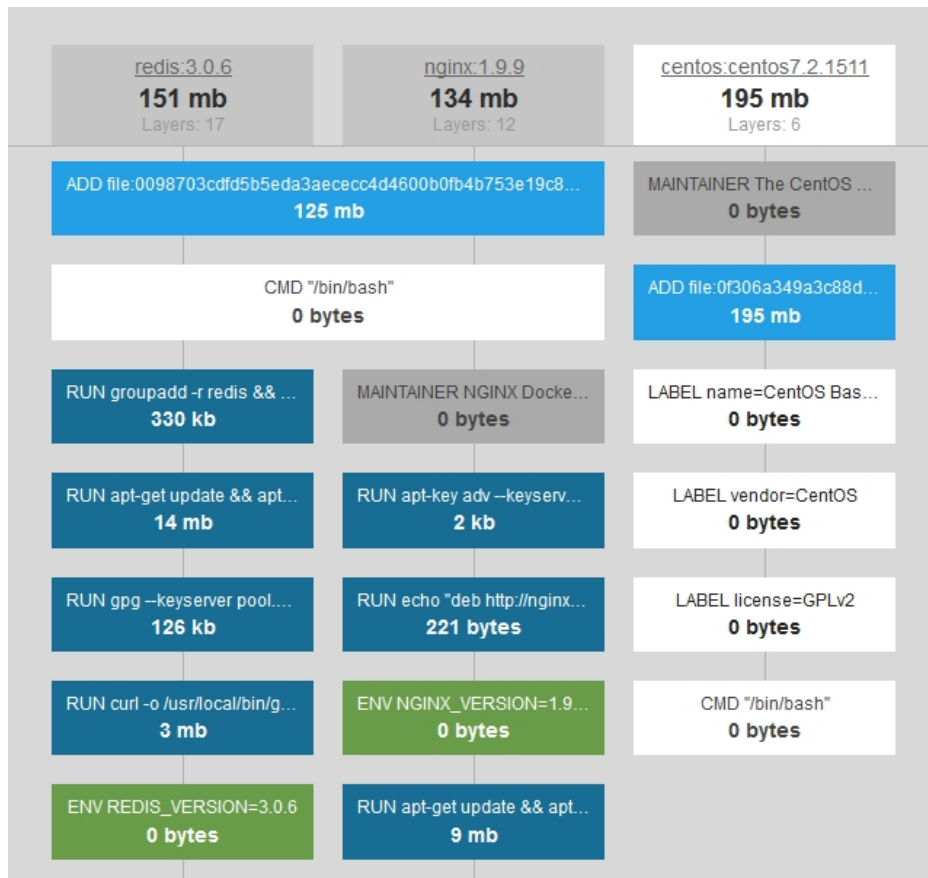 redis:3.0.6
151 mb
Layers: 17
nginx:1.9.9
134 mb
Layers: 12
centos:centos7.2.1511
195 mb
Layers: 6
ADD file:0098703cdfd5b5eda3aececc4d4600b0fb4b753e19c8...
125 mb
MAINTAINER The CentOS ...
0 bytes
CMD "/bin/bash"
0 bytes
ADD file:0f306a349a3c88d...
195 mb
RUN groupadd -r redis && ...
330 kb
MAINTAINER NGINX Docke...
0 bytes
LABEL name=CentOS Bas...
0 bytes
RUN apt-get update && apt...
14 mb
RUN apt-key adv --keyserv...
2 kb
LABEL vendor=CentOS
0 bytes
RUN gpg --keyserver pool....
126 kb
RUN echo "deb http://nginx...
221 bytes
LABEL license=GPLv2
0 bytes
RUN curl -o /usr/local/bin/g...
3 mb
ENV NGINX_VERSION=1.9...
0 bytes
CMD "/bin/bash"
0 bytes
ENV REDIS_VERSION=3.0.6
0 bytes
RUN apt-get update && apt...
9 mb